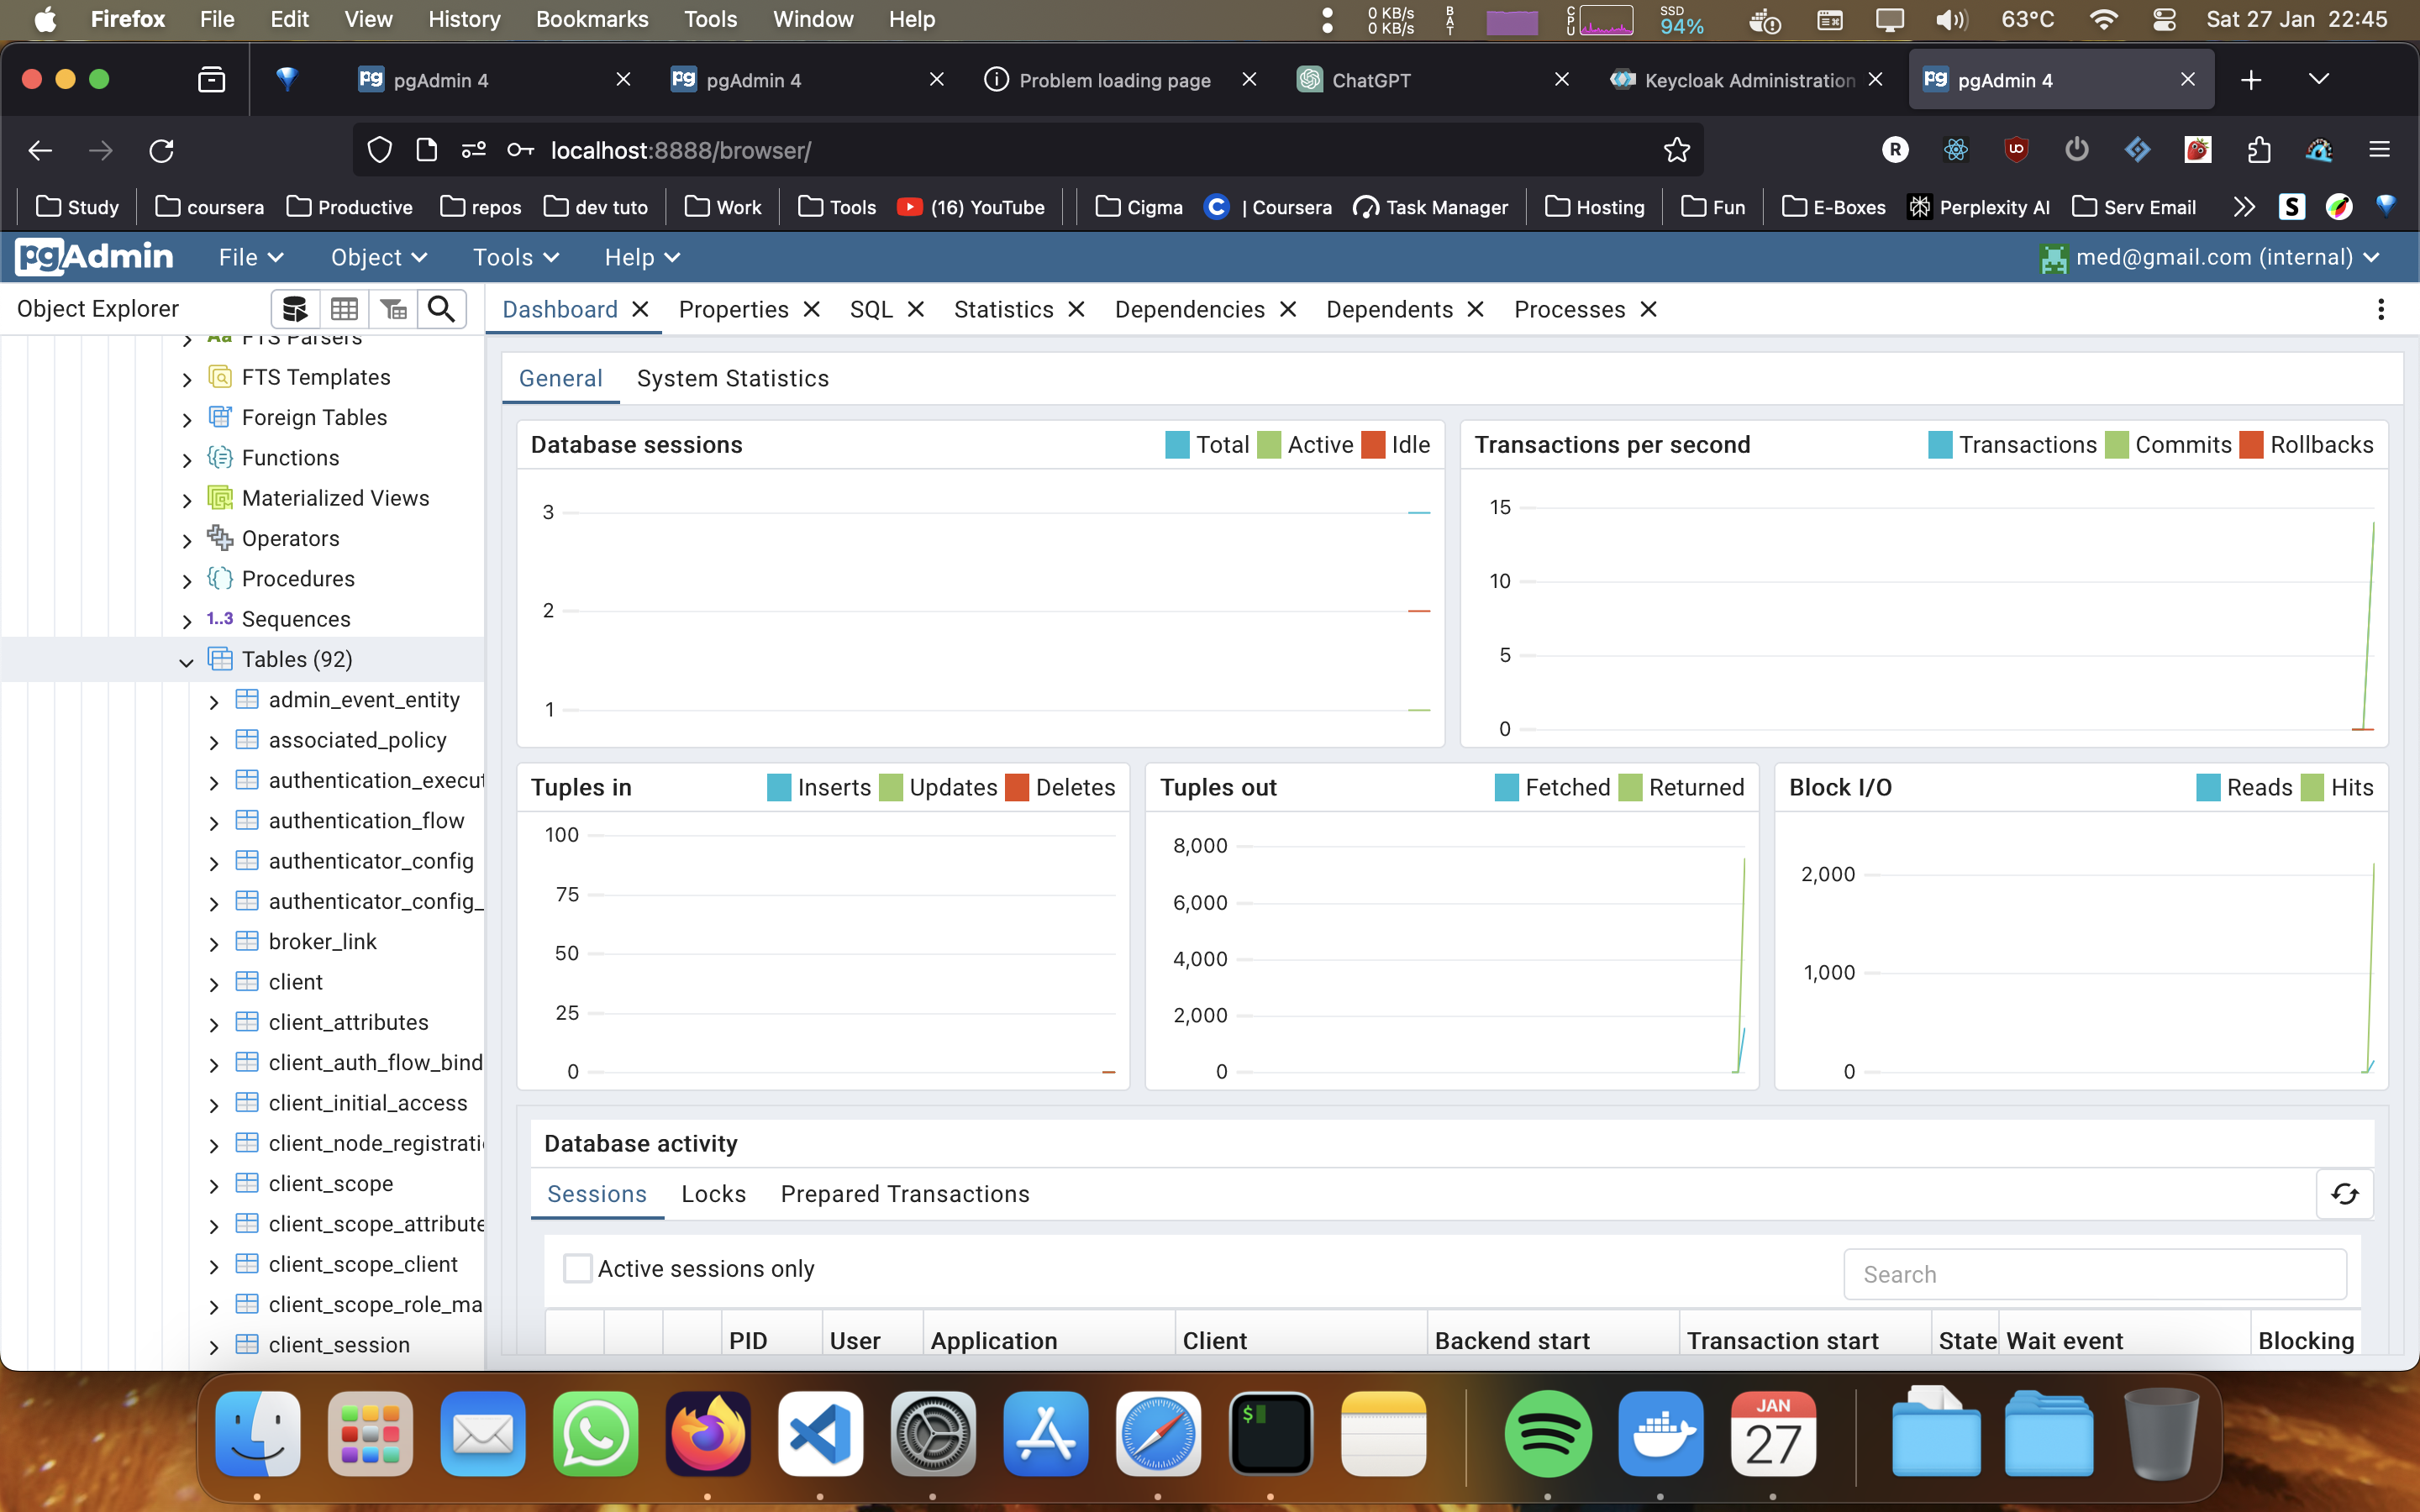 Firefox File Edit View History Bookmarks Tools Window Help
0 KB/s
0 KB/s
BAT
CPU
SSD
94%
63°C
Sat 27 Jan 22:45
pgAdmin 4
pgAdmin 4
Problem loading page
ChatGPT
Keycloak Administration
pgAdmin 4
localhost:8888/browser/
Study coursera Productive repos dev tuto Work Tools (16) YouTube Cigma | Coursera Task Manager Hosting Fun E-Boxes Perplexity AI Serv Email
pgAdmin File Object Tools Help med@gmail.com (internal)
Object Explorer
Dashboard Properties SQL Statistics Dependencies Dependents Processes
FTS Parsers
FTS Templates
Foreign Tables
Functions
Materialized Views
Operators
Procedures
1..3 Sequences
Tables (92)
admin_event_entity
associated_policy
authentication_execut
authentication_flow
authenticator_config
authenticator_config_
broker_link
client
client_attributes
client_auth_flow_bind
client_initial_access
client_node_registrati
client_scope
client_scope_attribute
client_scope_client
client_scope_role_ma
client_session
General System Statistics
Database sessions
Total Active Idle
3
2
1
Transactions per second
Transactions Commits Rollbacks
15
10
5
0
Tuples in
Inserts Updates Deletes
100
75
50
25
0
Tuples out
Fetched Returned
8,000
6,000
4,000
2,000
0
Block I/O
Reads Hits
2,000
1,000
0
Database activity
Sessions Locks Prepared Transactions
Active sessions only
Search
PID User Application Client Backend start Transaction start State Wait event Blocking
JAN
27